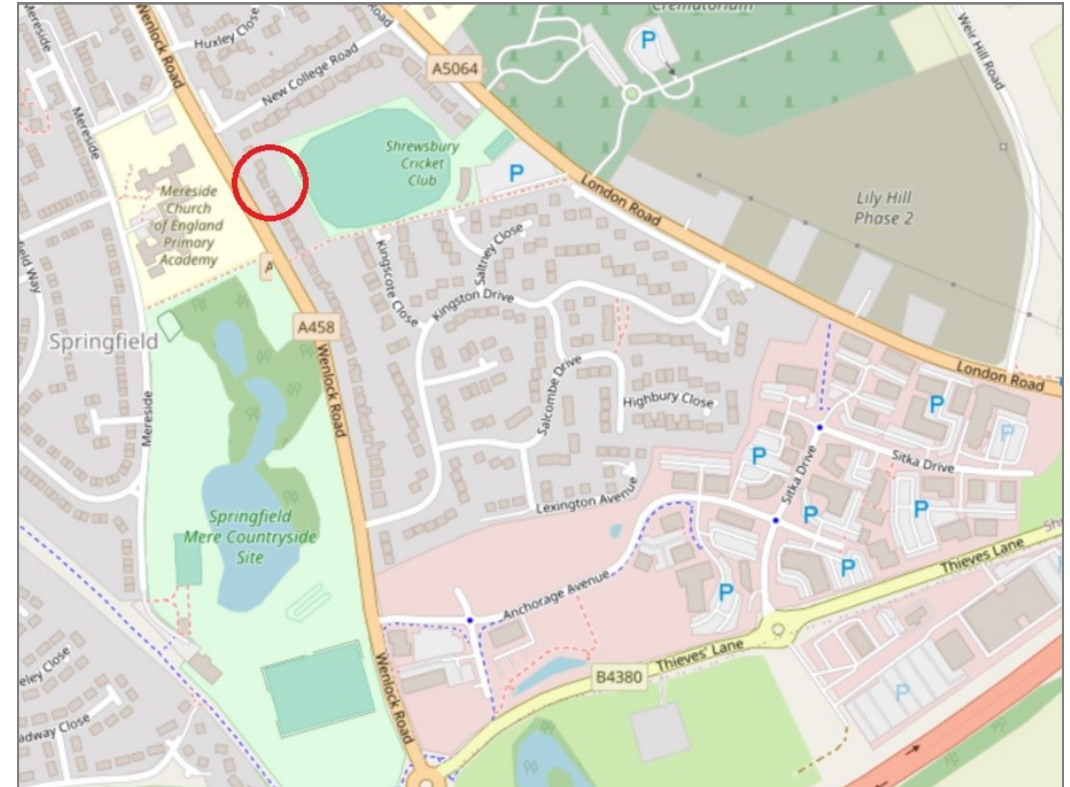 Mereside
Wenlock Road
Huxley Close
New College Road
Road
A5064
Crematorium
P
Weir Hill Road
Mereside
Shrewsbury
Cricket
Club
P
Mereside
Church
of England
Primary
Academy
London Road
Lily Hill
Phase 2
A
Way
Kingscote Close
Saltney Close
Kingston Drive
Springfield
A458
Wenlock Road
Mereside
Salcombe Drive
Highbury Close
London Road
P
P
P
Sitka Drive
Sitka Drive
Lexington Avenue
P
P
Springfield
Mere Countryside
Site
Thieves Lane
P
P
Anchorage Avenue
Thieves' Lane
B4380
P
Wenlock Road
Close
Close